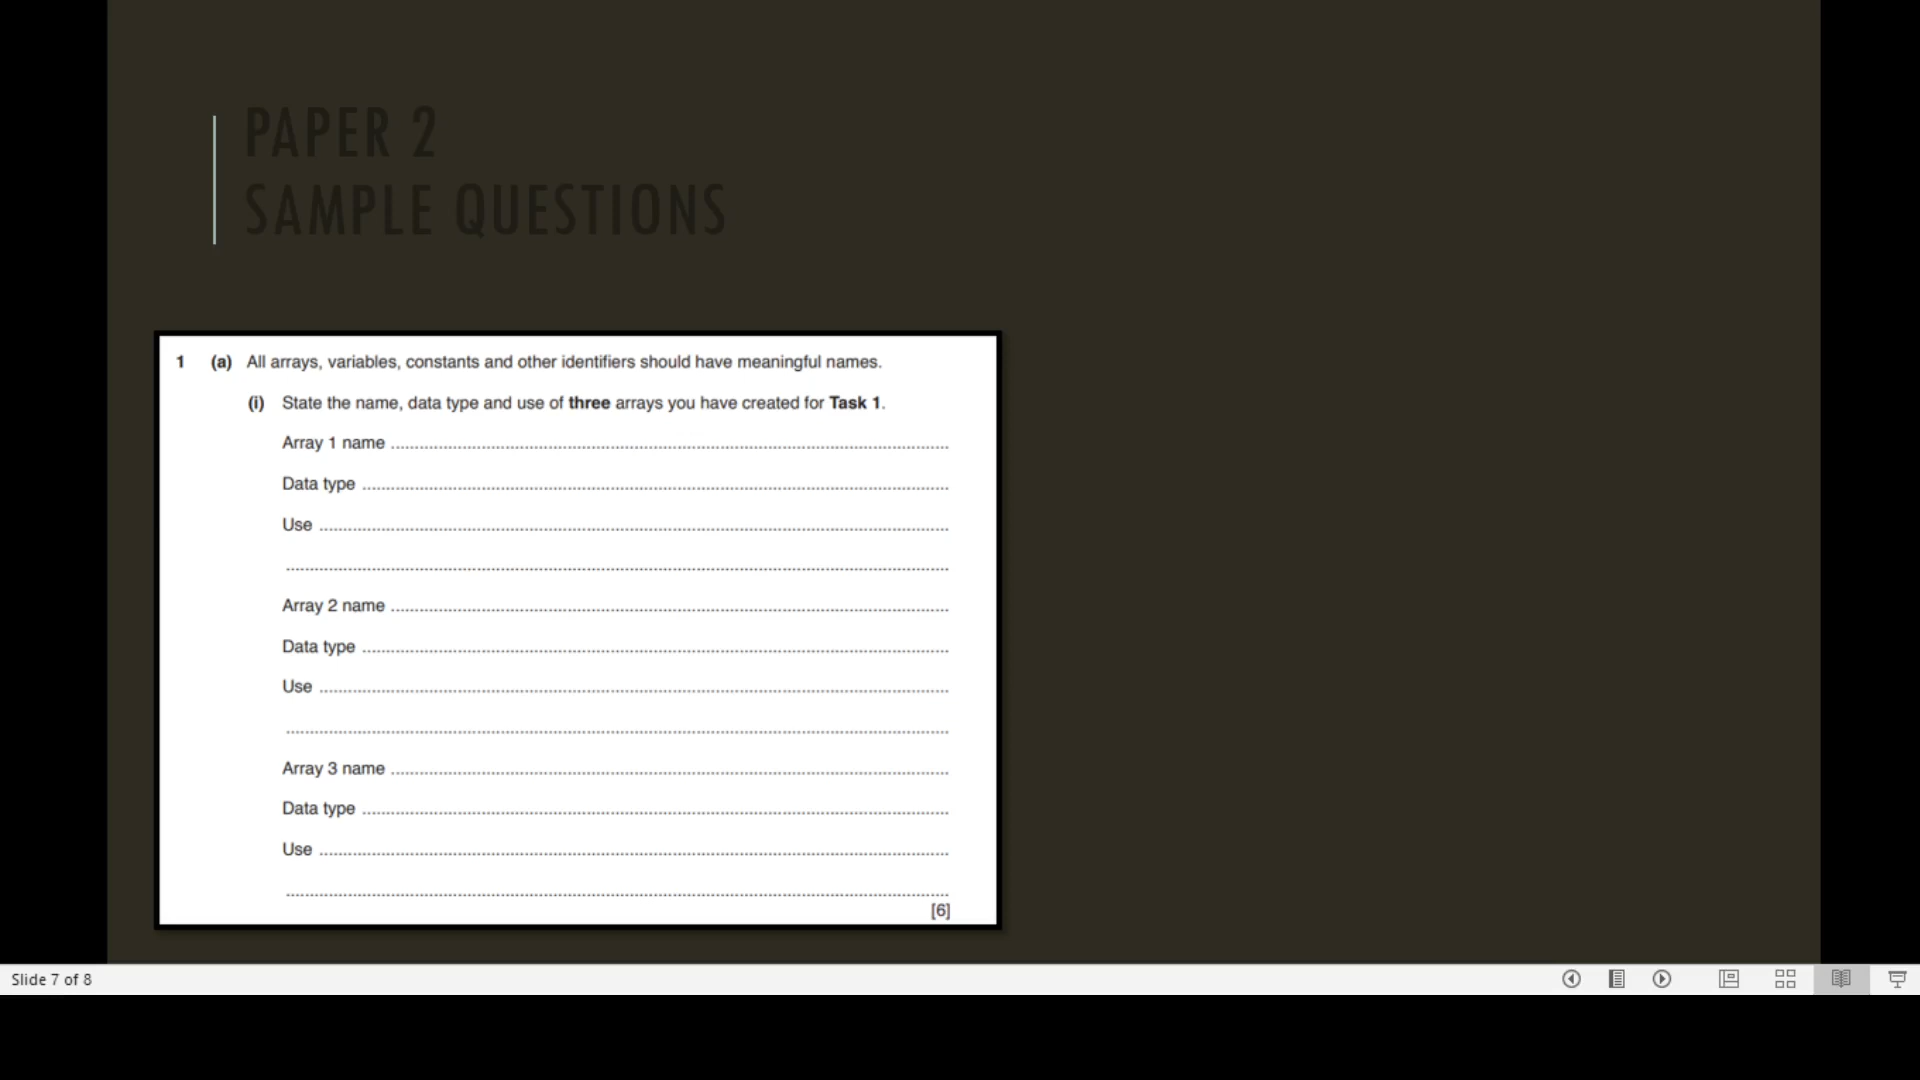 PAPER 2
SAMPLE QUESTIONS
1 (a) All arrays, variables, constants and other identifiers should have meaningful names.
(i) State the name, data type and use of three arrays you have created for Task 1.
Array 1 name ................................................................
Data type ................................................................
Use ................................................................
................................................................
Array 2 name ................................................................
Data type ................................................................
Use ................................................................
................................................................
Array 3 name ................................................................
Data type ................................................................
Use ................................................................
................................................................
[6]
Slide 7 of 8